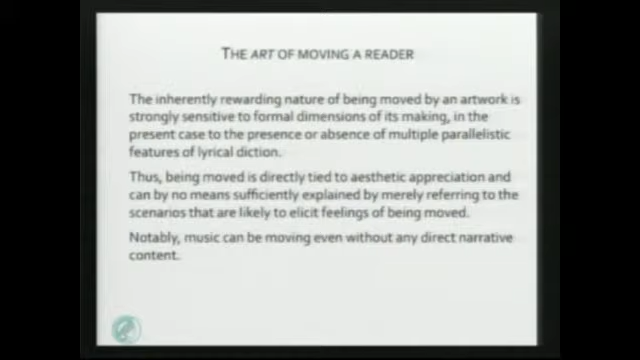 THE ART OF MOVING A READER
The inherently rewarding nature of being moved by an artwork is
strongly sensitive to formal dimensions of its making, in the
present case to the presence or absence of multiple parallelistic
features of lyrical diction.
Thus, being moved is directly tied to aesthetic appreciation and
can by no means sufficiently explained by merely referring to the
scenarios that are likely to elicit feelings of being moved.
Notably, music can be moving even without any direct narrative
content.